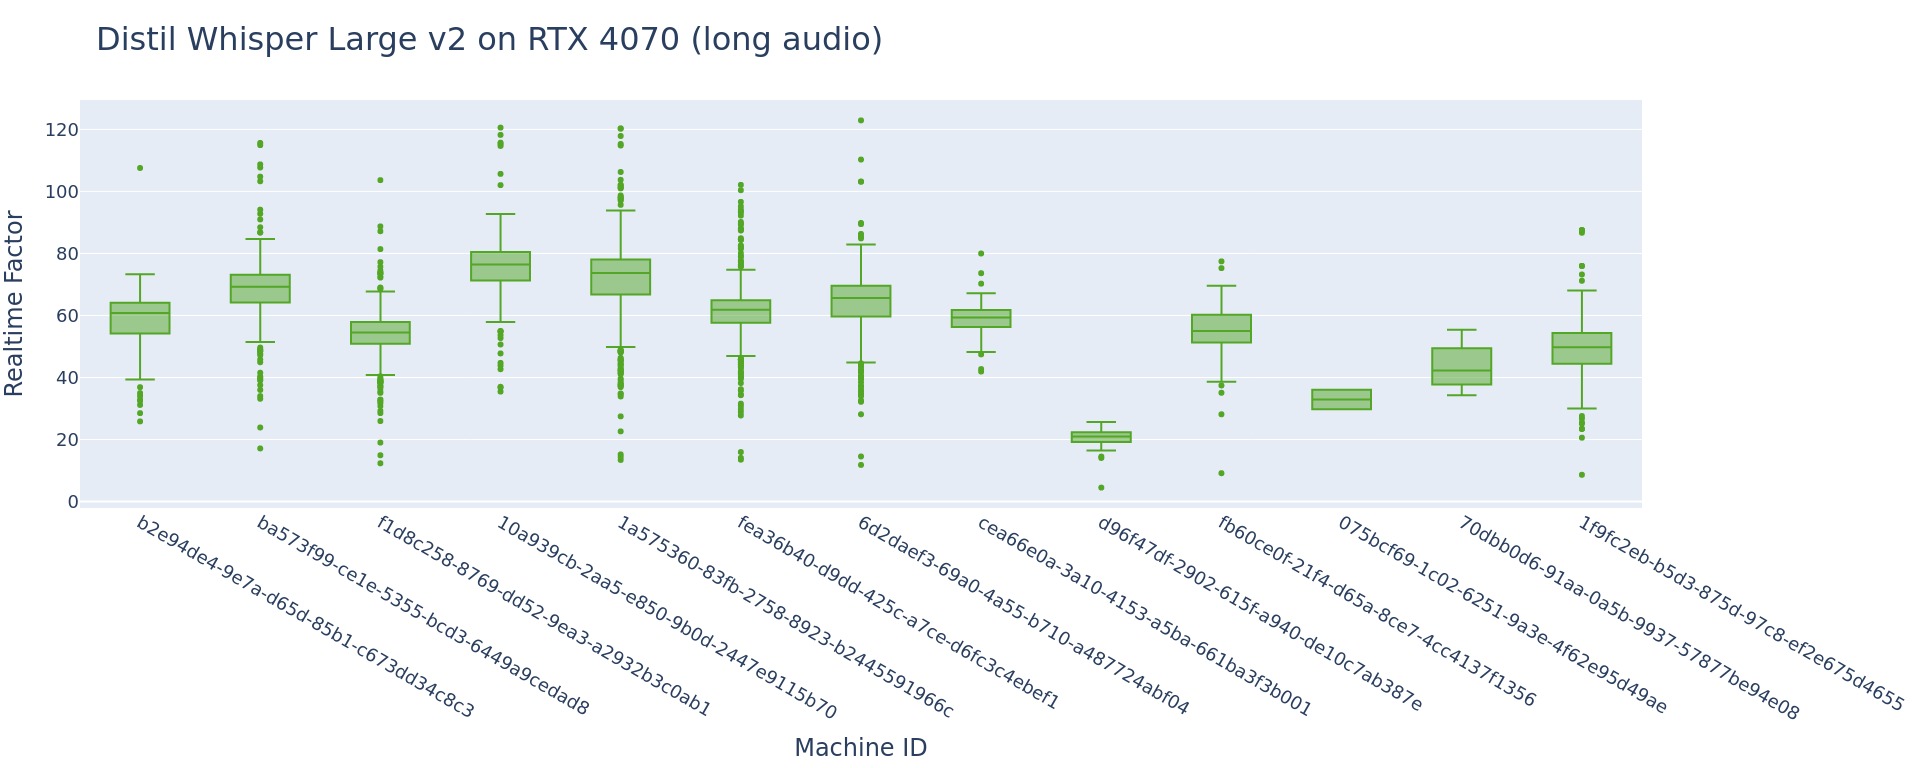 Distil Whisper Large v2 on RTX 4070 (long audio)
120
100
80
60
40
20
0
Realtime Factor
b2e94de4-9e7a-d65d-85b1-c673dd34c8c3
ba573f99-ce1e-5355-bcd3-6449a9cedad8
f1d8c258-8769-dd52-9ea3-a2932b3c0ab1
10a939cb-2aa5-e850-9b0d-2447e9115b70
1a575360-83fb-2758-8923-b2445591966c
fea36b40-d9dd-425c-a7ce-d6fc3c4ebef1
6d2daef3-69a0-4a55-b710-a487724abf04
cea66e0a-3a10-4153-a5ba-661ba3f3b001
d96f47df-2902-615f-a940-de10c7ab387e
fb60ce0f-21f4-d65a-8ce7-4cc4137f1356
075bcf69-1c02-6251-9a3e-4f62e95d49ae
70dbb0d6-91aa-0a5b-9937-57877be94e08
1f9fc2eb-b5d3-875d-97c8-ef2e675d4655
Machine ID